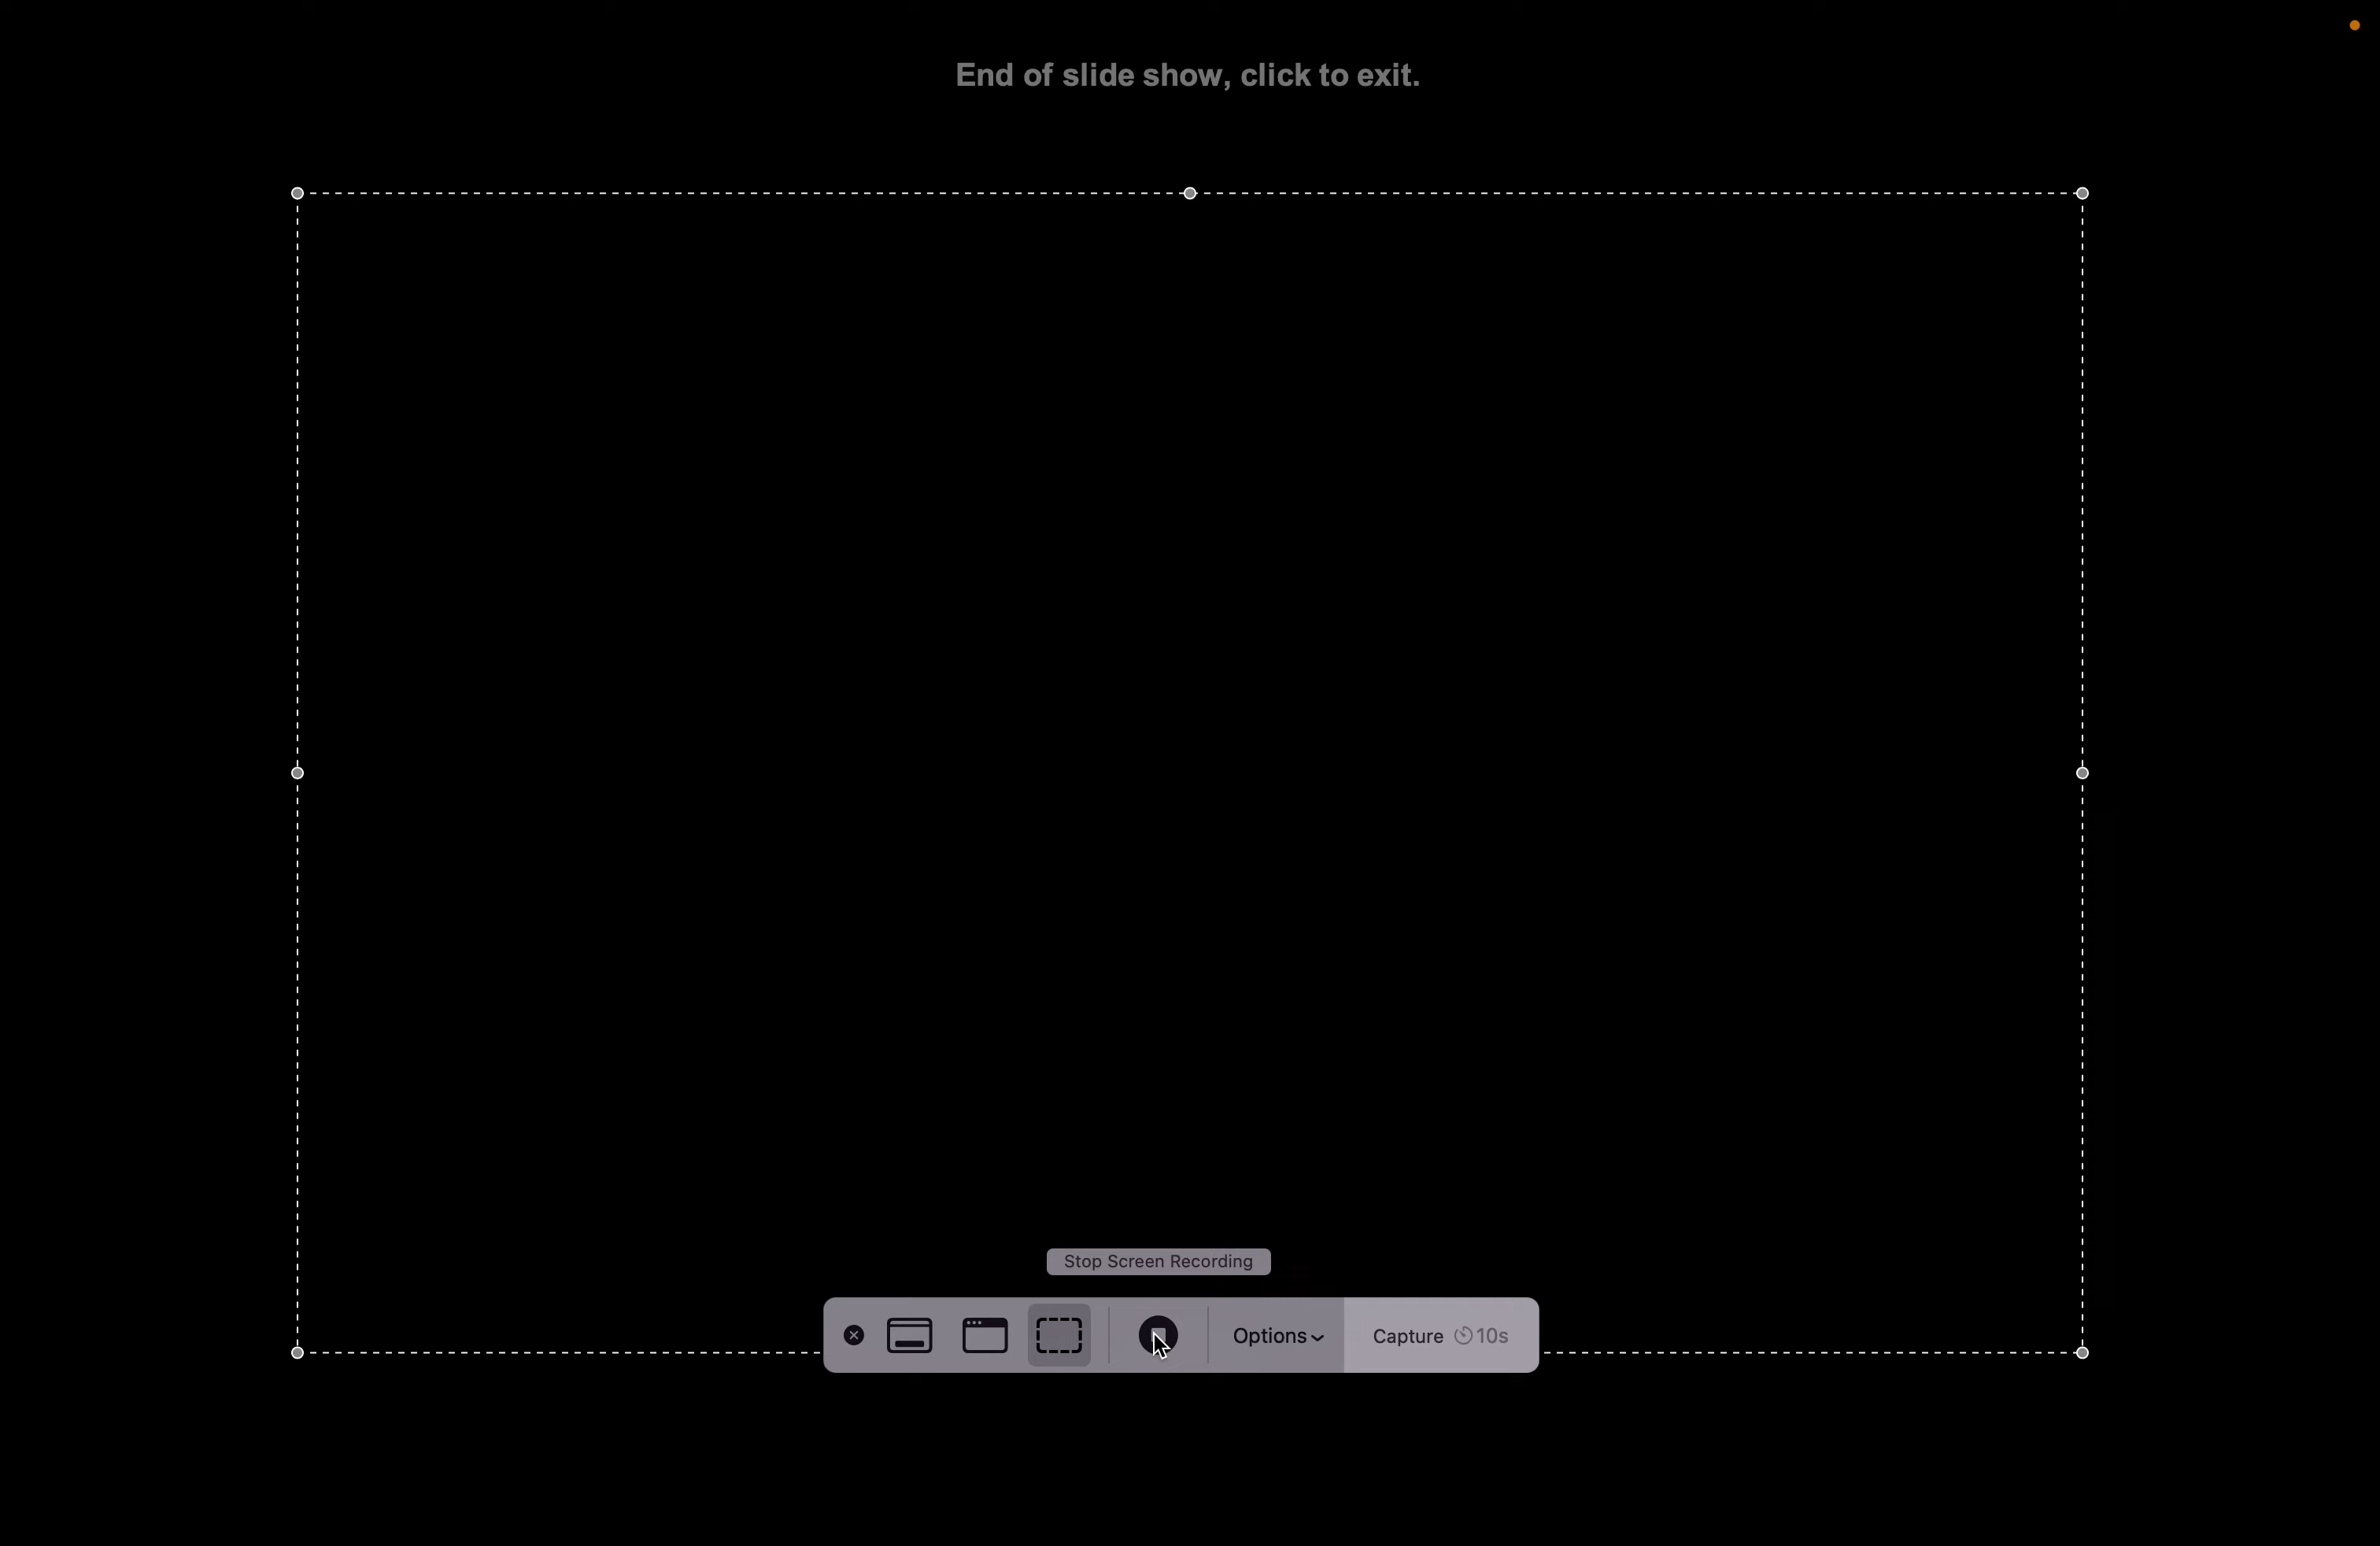 End of slide show, click to exit.
Stop Screen Recording
Options
Capture 10s